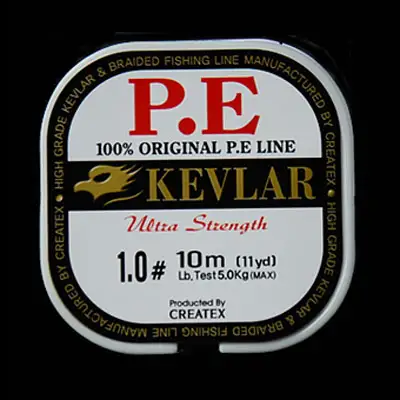 HIGH GRADE KEVLAR & BRAIDED FISHING LINE MANUFACTURED BY CREATEX
P.E
100% ORIGINAL P.E LINE
KEVLAR
Ultra Strength
1.0# 10m (11yd)
Lb,Test 5.0Kg(MAX)
Producted By
CREATEX
HIGH GRADE KEVLAR & BRAIDED FISHING LINE MANUFACTURED BY CREATEX